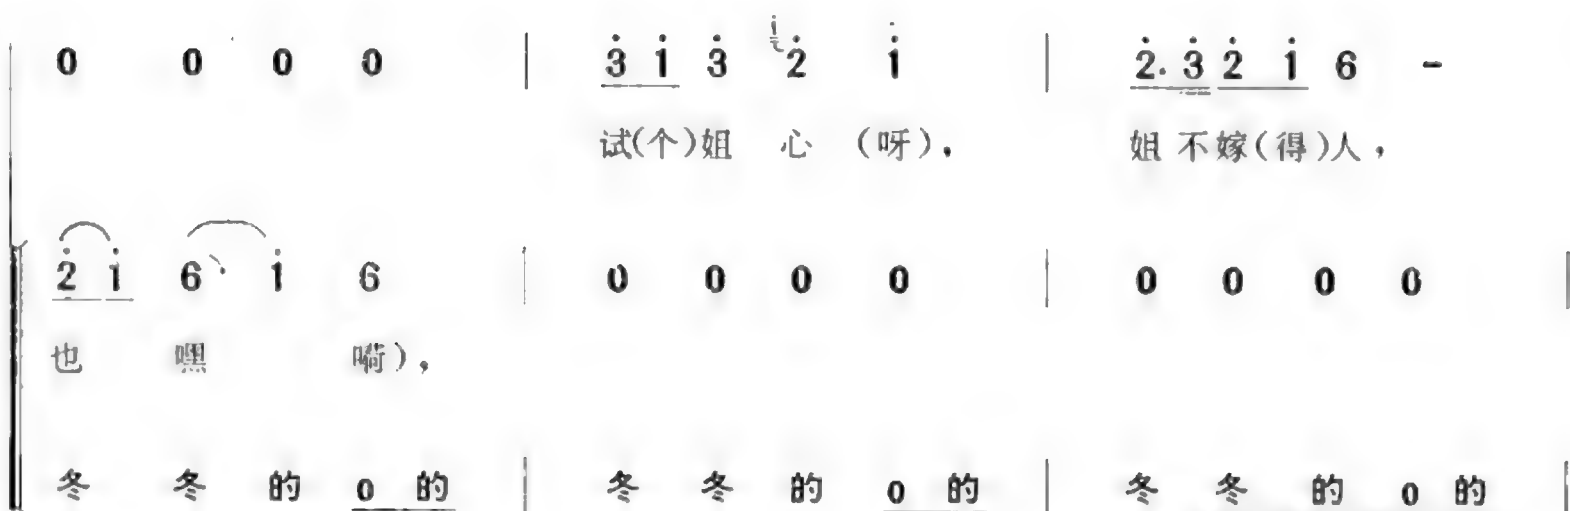 0 0 0 0 | 3̇ 1̇ 3̇ 2̇ 1̇ | 2̇. 3̇ 2̇ 1̇ 6 -
试(个)姐 心 (呀), 姐 不 嫁(得)人,
2̇ 1̇ 6· 1̇ 6 | 0 0 0 0 | 0 0 0 0 |
也 嘿 嗬),
冬 冬 的 0 的 | 冬 冬 的 0 的 | 冬 冬 的 0 的 |